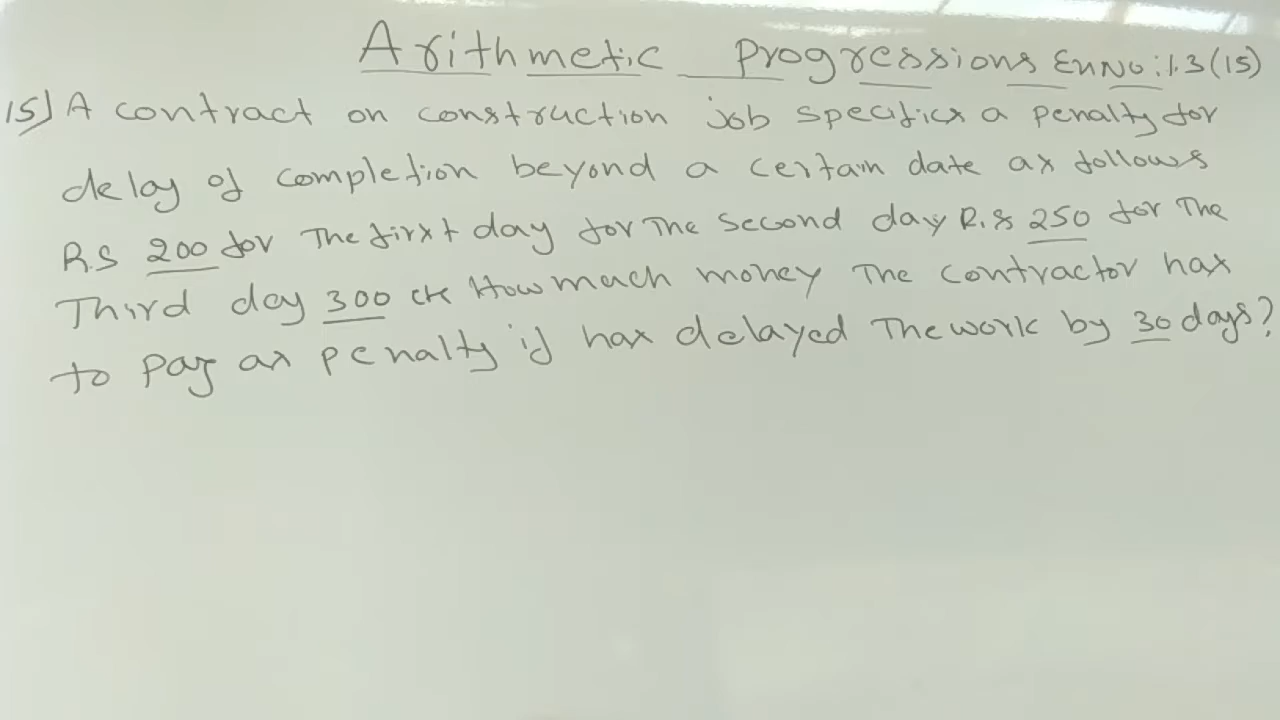 Arithmetic Progressions Ex NO: 1.3 (15)
15) A contract on construction job specifies a penalty for
delay of completion beyond a certain date as follows
R.S 200 for The first day for The second day R.S 250 for The
Third day 300 etc How much money The contractor has
to pay as penalty if has delayed The work by 30 days?